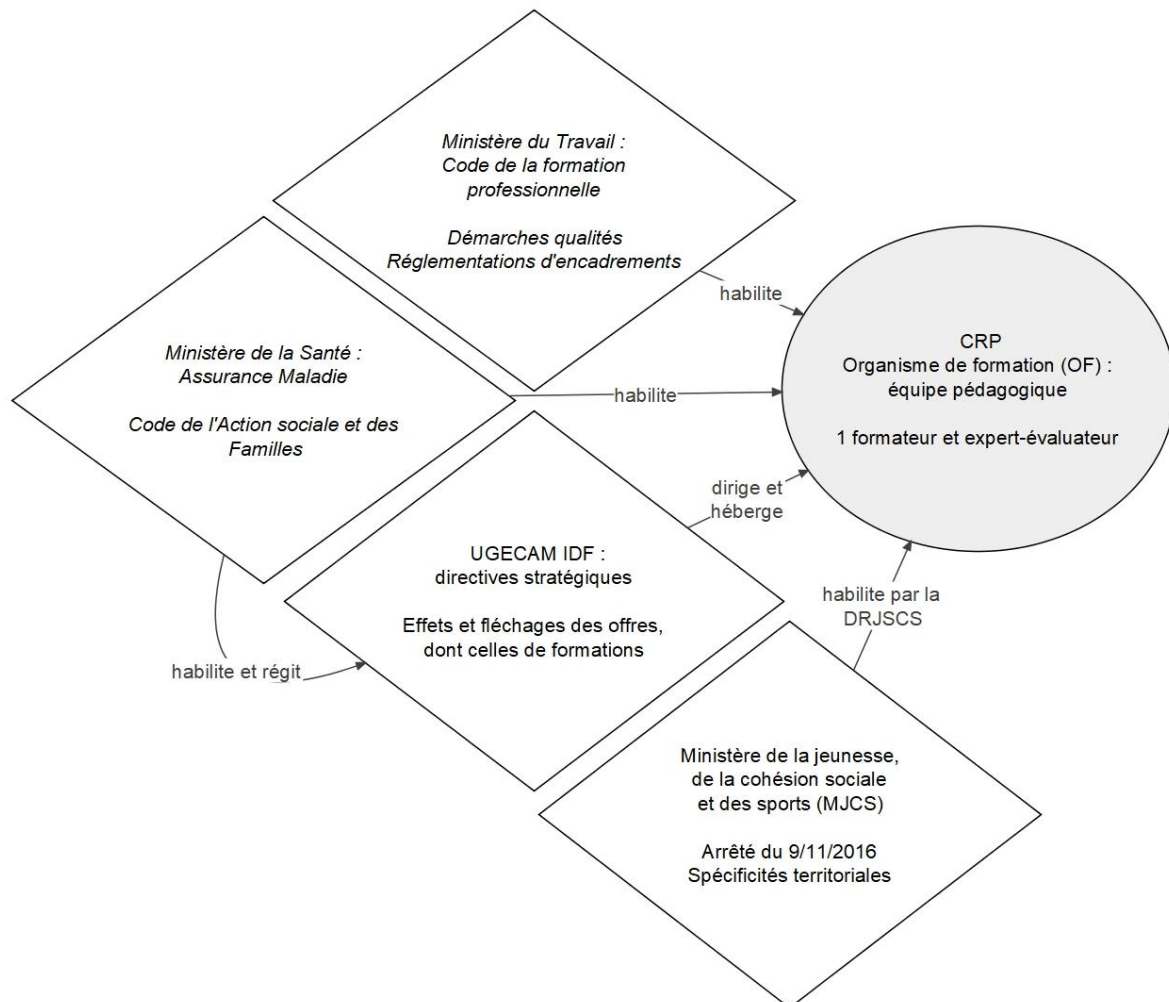 Ministère du Travail :
Code de la formation
professionnelle
Démarches qualités
Réglementations d'encadrements
habilite
Ministère de la Santé :
Assurance Maladie
Code de l'Action sociale et des
Familles
habilite
CRP
Organisme de formation (OF) :
équipe pédagogique
1 formateur et expert-évaluateur
dirige et
héberge
UGECAM IDF :
directives stratégiques
Effets et fléchages des offres,
dont celles de formations
habilite par la
DRJSCS
habilite et régit
Ministère de la jeunesse,
de la cohésion sociale
et des sports (MJCS)
Arrêté du 9/11/2016
Spécificités territoriales